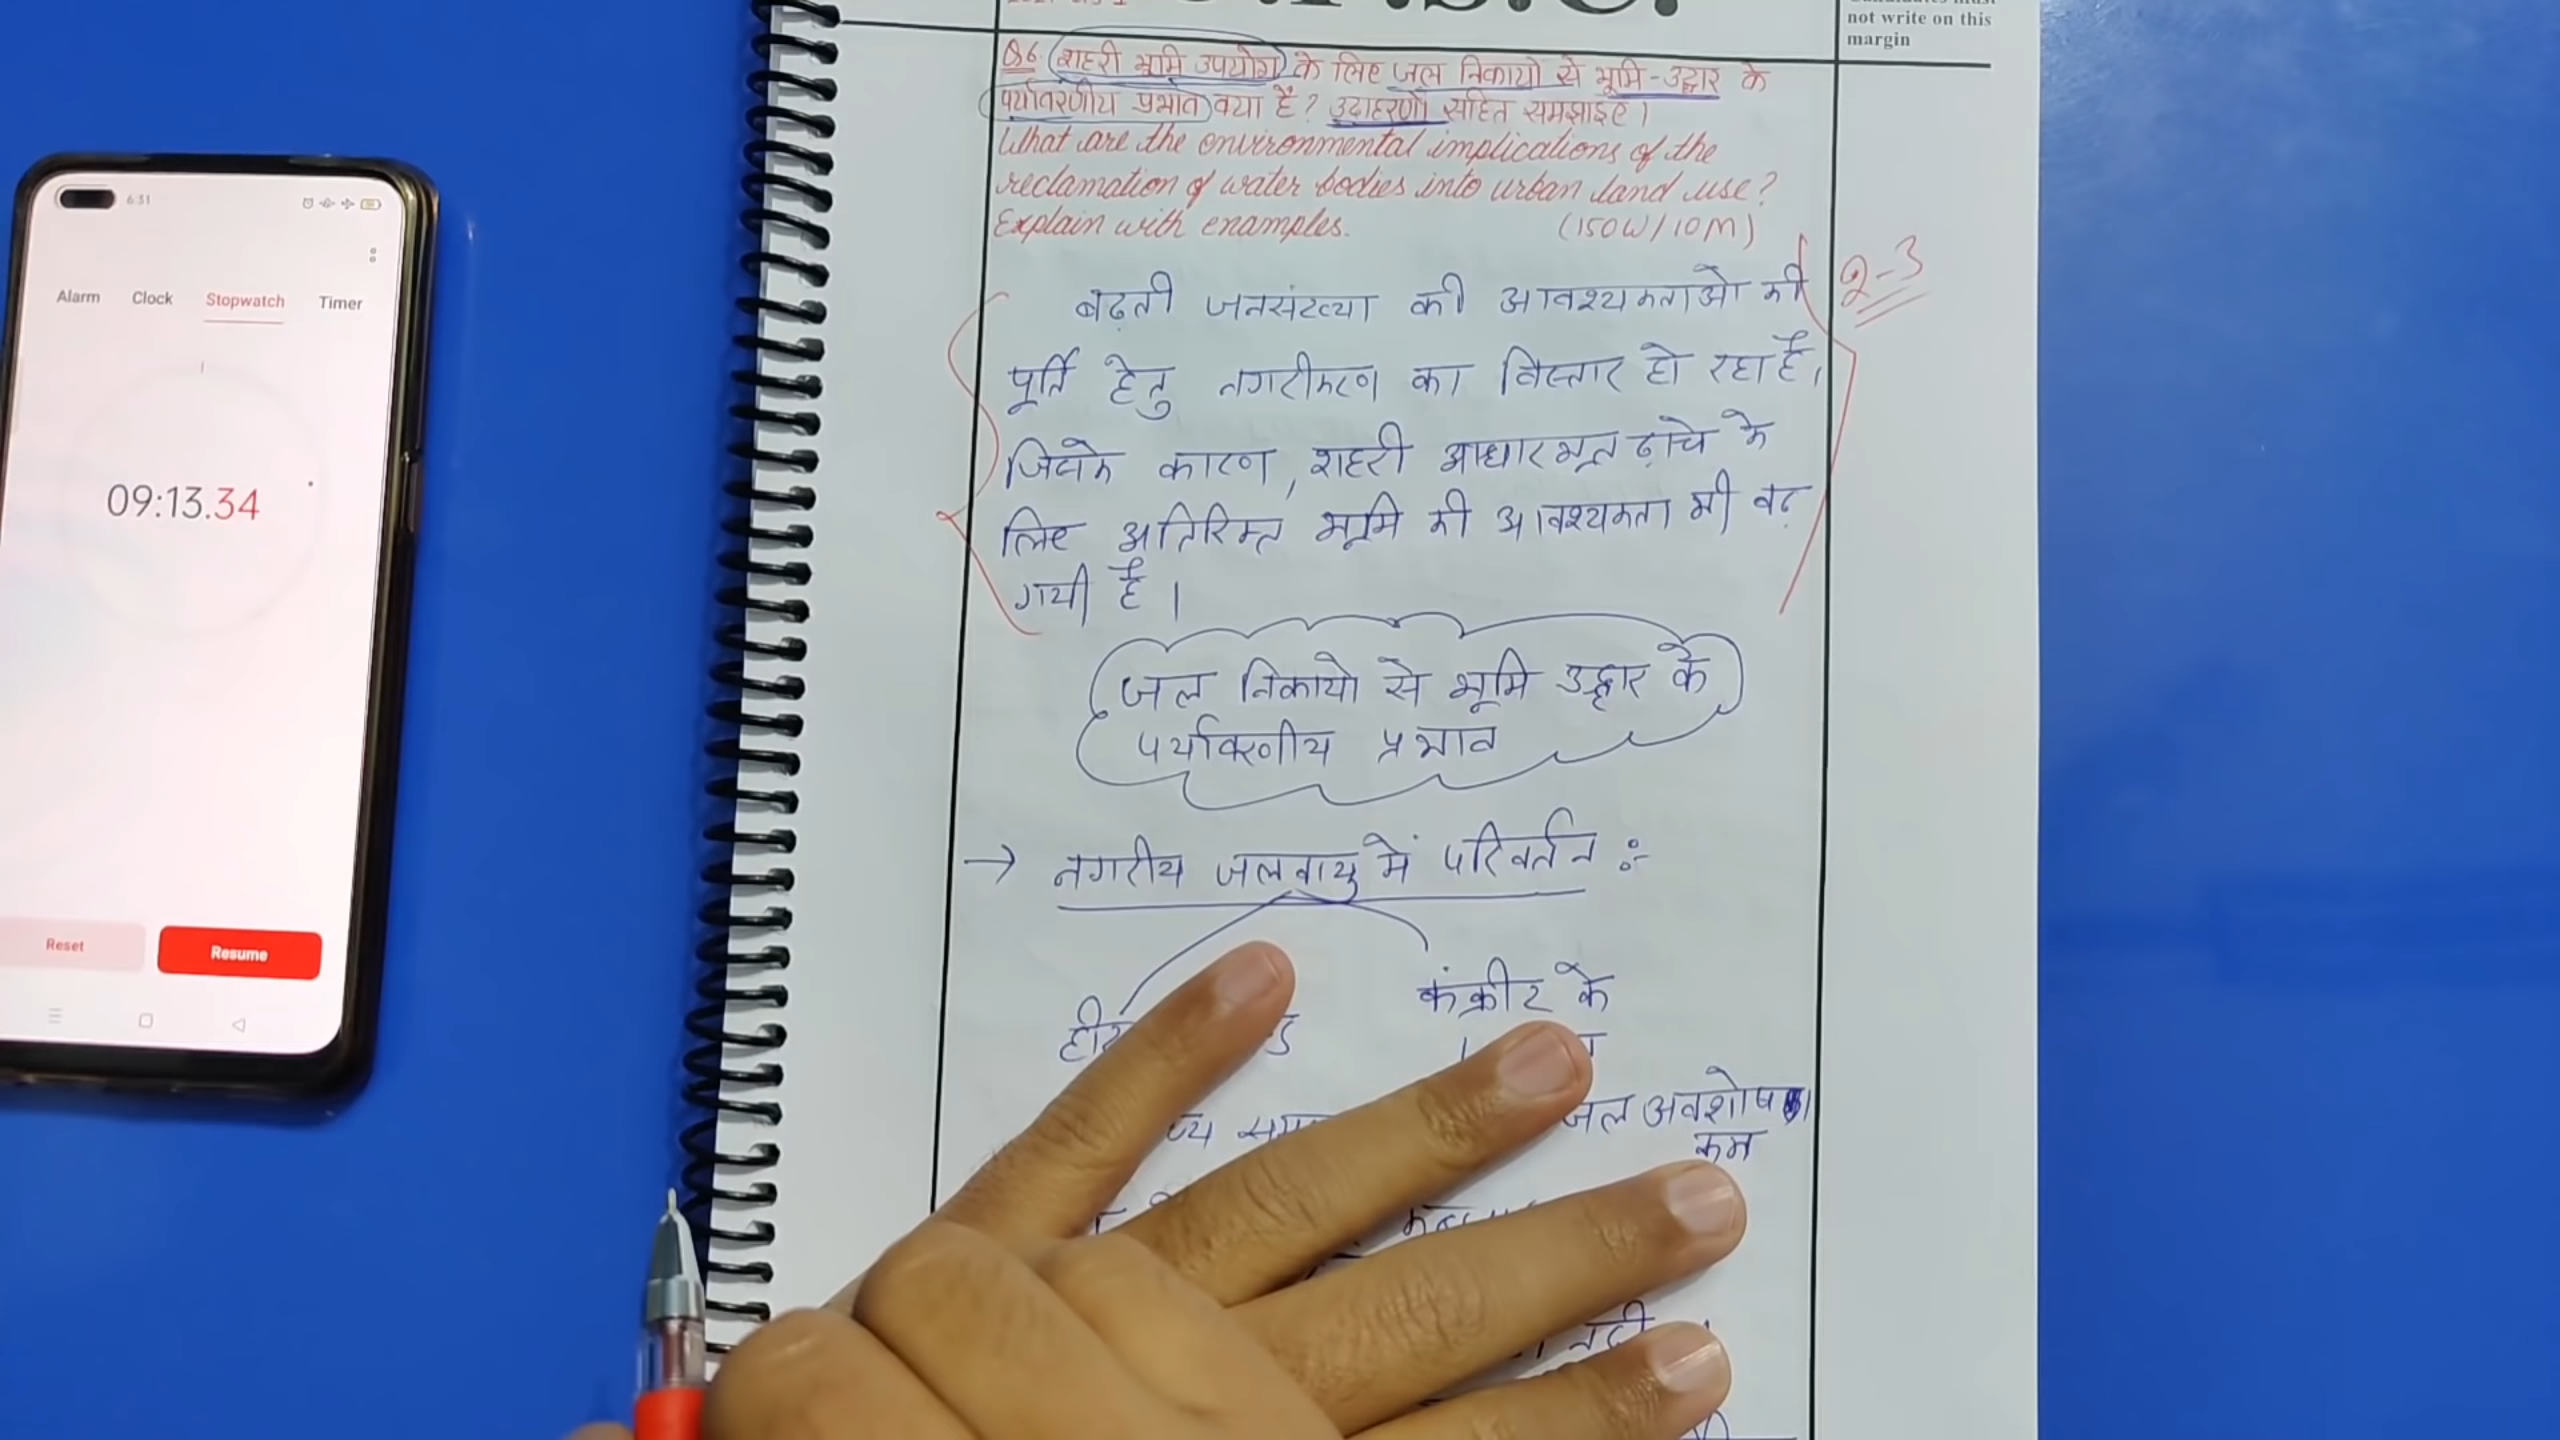 6:31
Alarm Clock Stopwatch Timer
09:13.34
Reset Resume
not write on this
margin
Q6. शहरी भूमि उपयोग के लिए जल निकायो से भूमि-उद्धार के
पर्यावरणीय प्रभाव क्या हैं? उदाहरणों सहित समझाइए।
What are the environmental implications of the
reclamation of water bodies into urban land use?
Explain with enamples. (150W/10M)
2-3
बढ़ती जनसंख्या की आवश्यकताओ की
पूर्ति हेतु नगरीकरण का विस्तार हो रहा है,
जिसके कारण, शहरी आधारभूत ढ़ाचे के
लिए अतिरिक्त भूमि की आवश्यकता भी बढ़
गयी है।
जल निकायो से भूमि उद्धार के
पर्यावरणीय प्रभाव
→ नगरीय जलवायु में परिवर्तन :-
कंक्रीट के
जल अवशोषण
कम
नदी